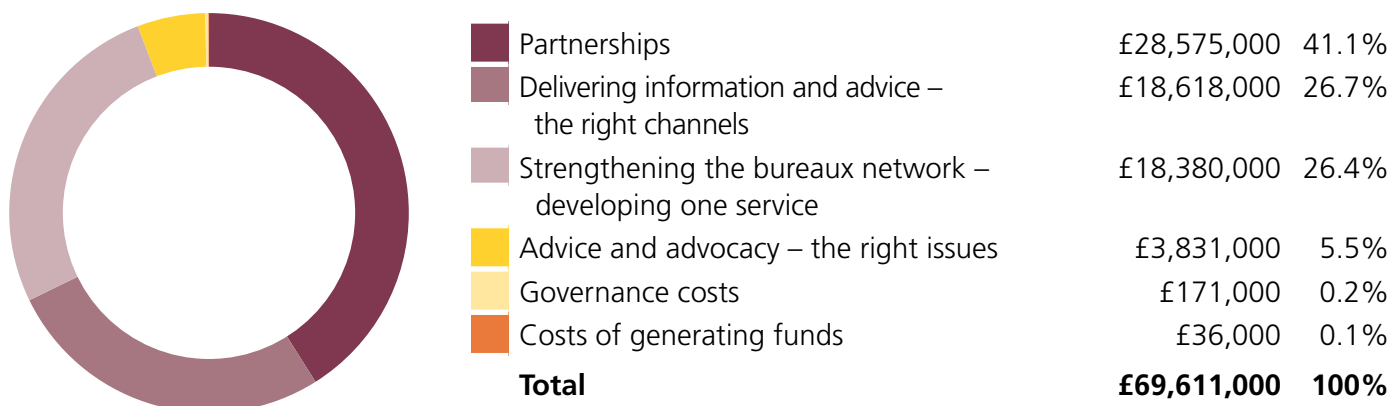 Partnerships £28,575,000 41.1%
Delivering information and advice – £18,618,000 26.7%
the right channels
Strengthening the bureaux network – £18,380,000 26.4%
developing one service
Advice and advocacy – the right issues £3,831,000 5.5%
Governance costs £171,000 0.2%
Costs of generating funds £36,000 0.1%
Total £69,611,000 100%